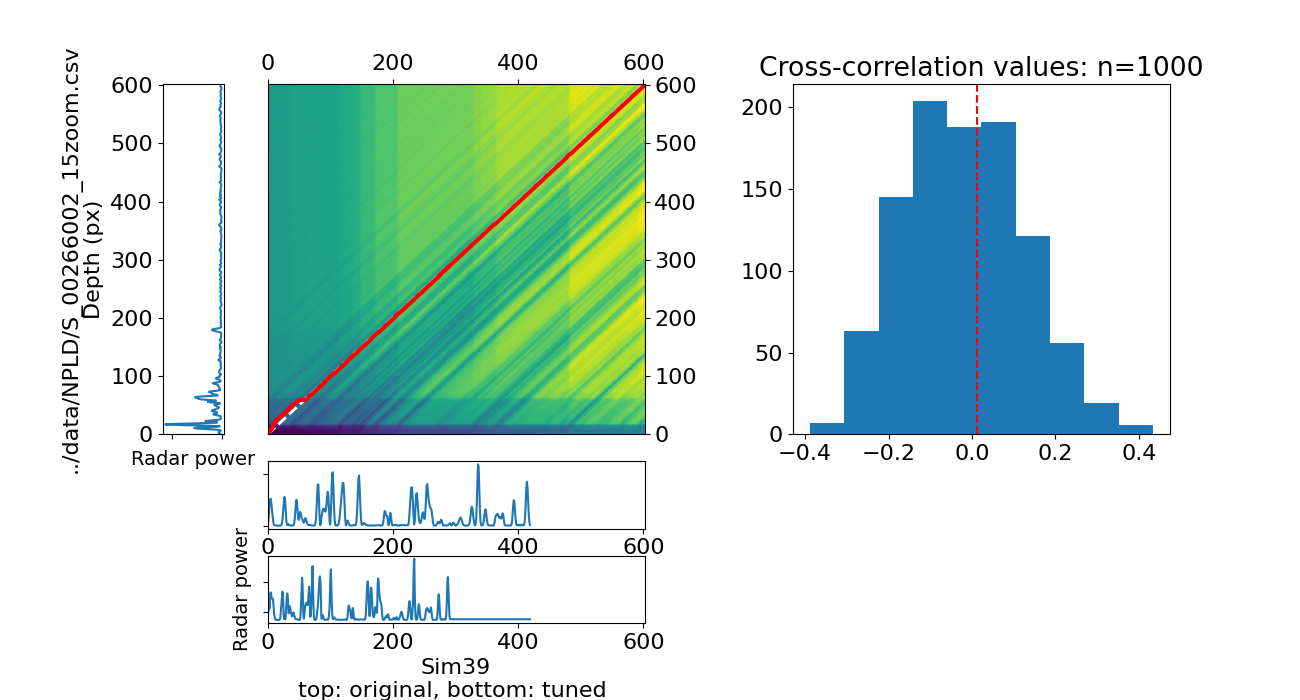 ../data/NPLD/S_00266002_15zoom.csv
Depth (px)
600
500
400
300
200
100
0
Radar power
0 200 400 600
600
500
400
300
200
100
0
0 200 400 600
Radar power
0 200 400 600
Sim39
top: original, bottom: tuned
Cross-correlation values: n=1000
200
150
100
50
0
−0.4 −0.2 0.0 0.2 0.4